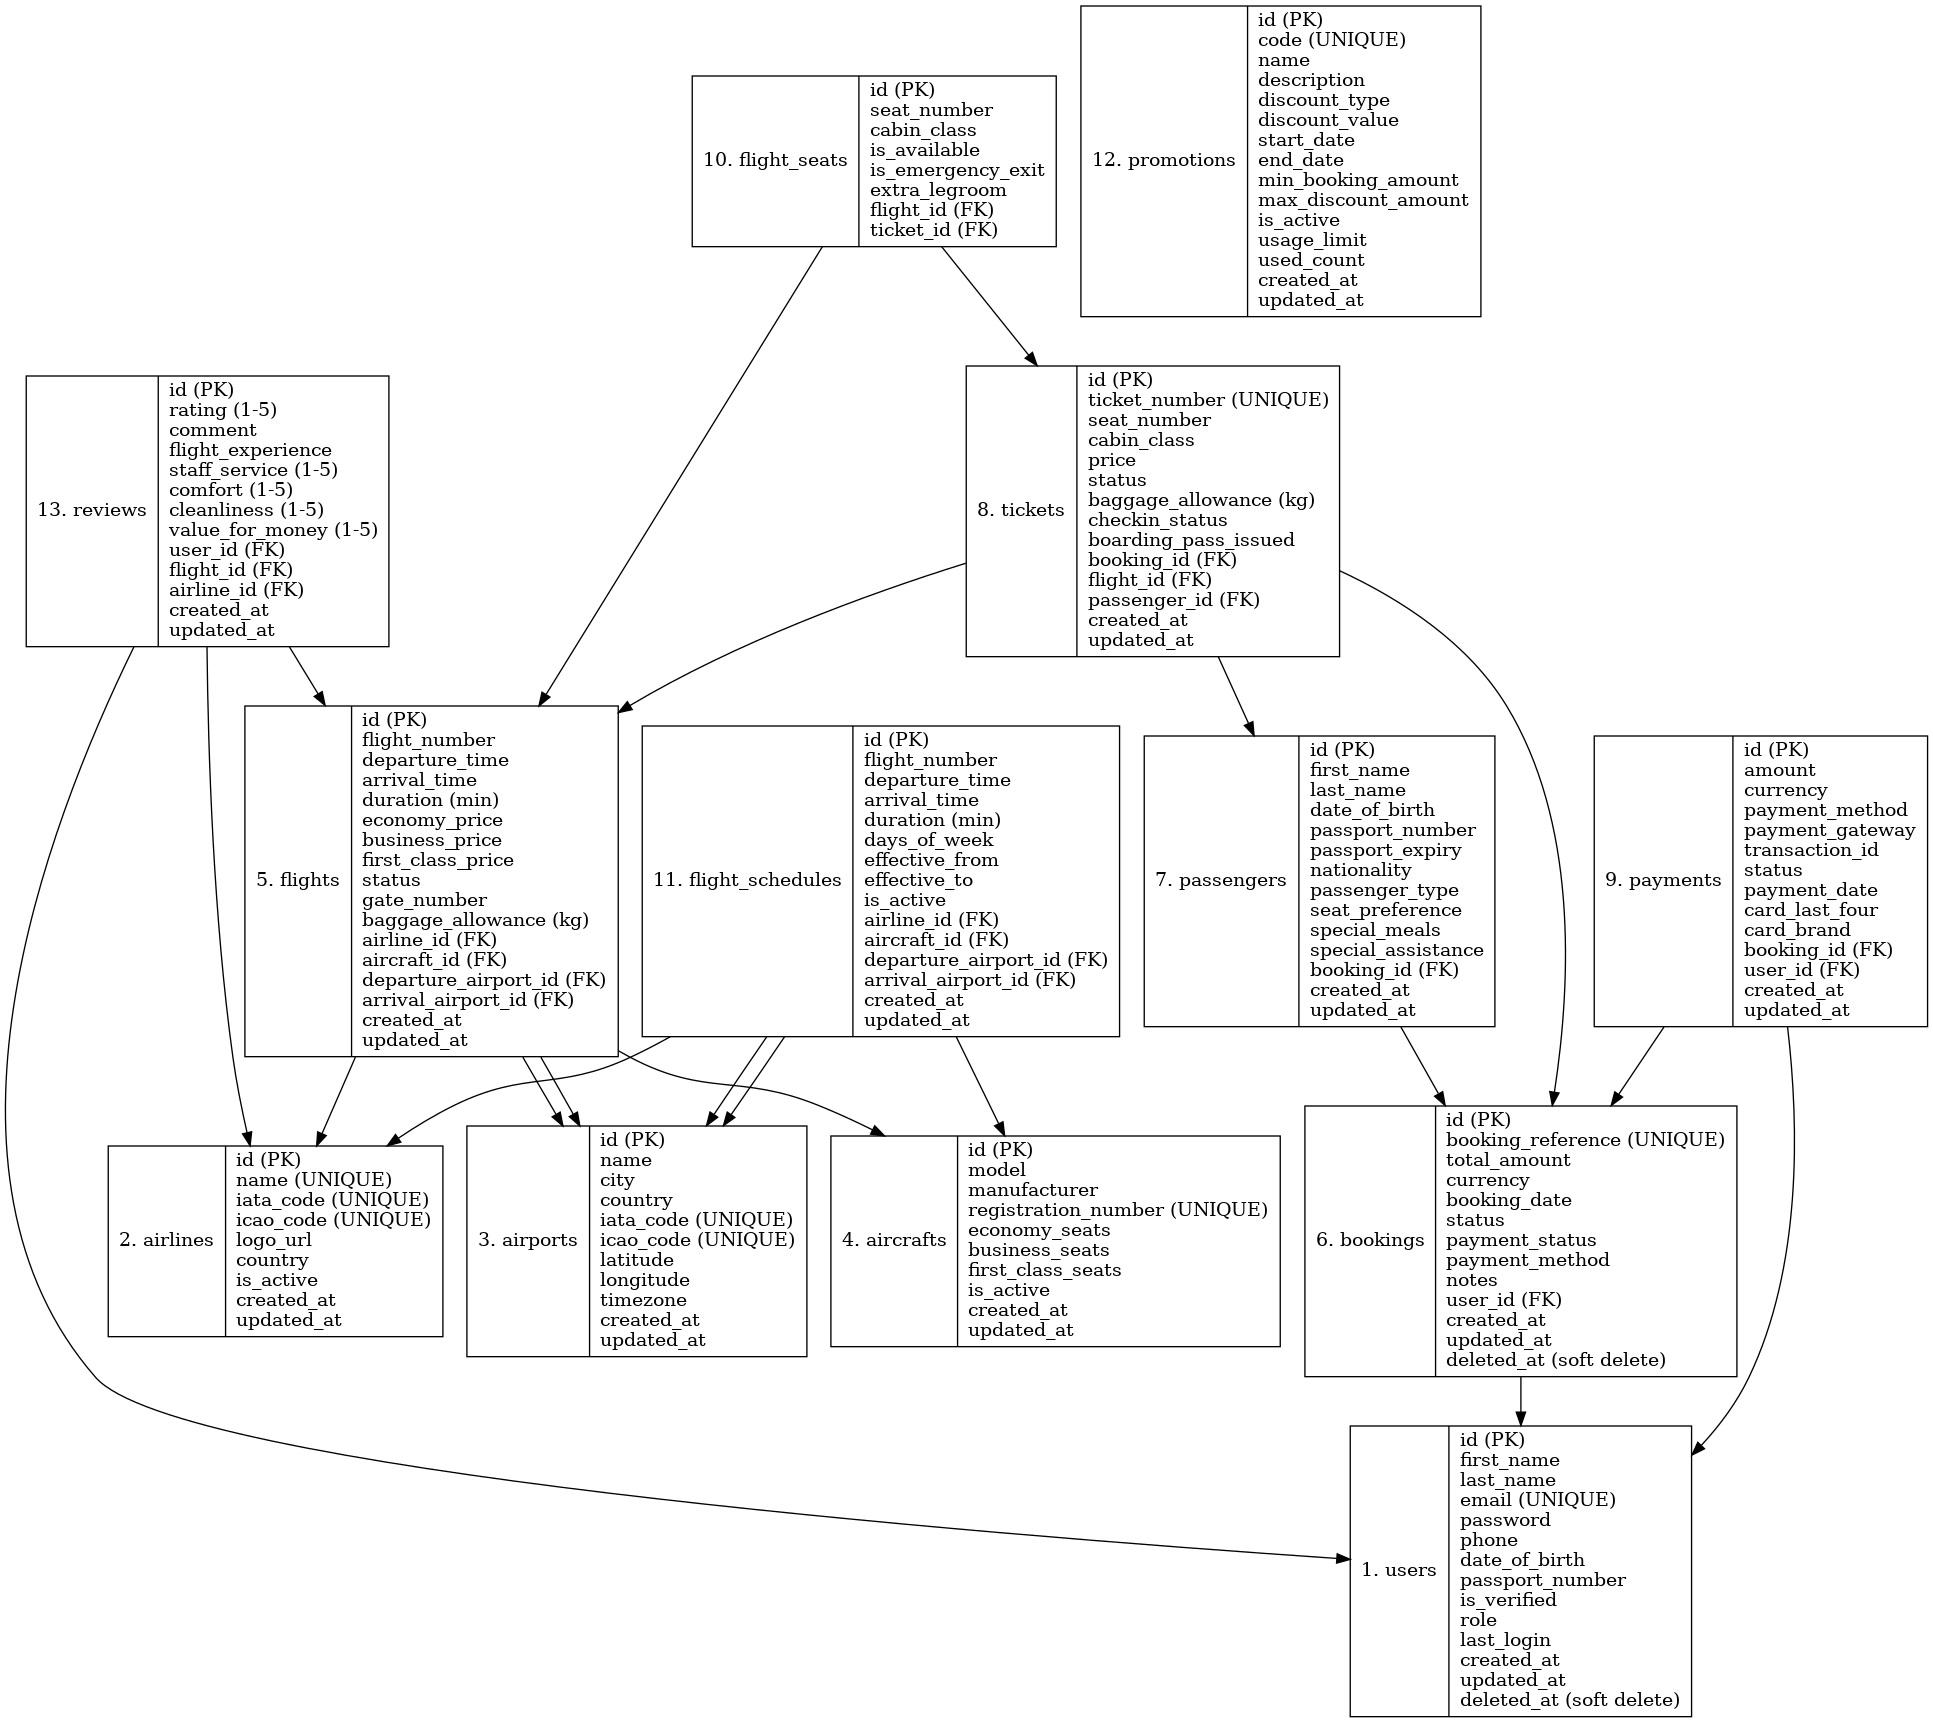 12. promotions
id (PK)
code (UNIQUE)
name
description
discount_type
discount_value
start_date
end_date
min_booking_amount
max_discount_amount
is_active
usage_limit
used_count
created_at
updated_at
10. flight_seats
id (PK)
seat_number
cabin_class
is_available
is_emergency_exit
extra_legroom
flight_id (FK)
ticket_id (FK)
13. reviews
id (PK)
rating (1-5)
comment
flight_experience
staff_service (1-5)
comfort (1-5)
cleanliness (1-5)
value_for_money (1-5)
user_id (FK)
flight_id (FK)
airline_id (FK)
created_at
updated_at
8. tickets
id (PK)
ticket_number (UNIQUE)
seat_number
cabin_class
price
status
baggage_allowance (kg)
checkin_status
boarding_pass_issued
booking_id (FK)
flight_id (FK)
passenger_id (FK)
created_at
updated_at
5. flights
id (PK)
flight_number
departure_time
arrival_time
duration (min)
economy_price
business_price
first_class_price
status
gate_number
baggage_allowance (kg)
airline_id (FK)
aircraft_id (FK)
departure_airport_id (FK)
arrival_airport_id (FK)
created_at
updated_at
11. flight_schedules
id (PK)
flight_number
departure_time
arrival_time
duration (min)
days_of_week
effective_from
effective_to
is_active
airline_id (FK)
aircraft_id (FK)
departure_airport_id (FK)
arrival_airport_id (FK)
created_at
updated_at
7. passengers
id (PK)
first_name
last_name
date_of_birth
passport_number
passport_expiry
nationality
passenger_type
seat_preference
special_meals
special_assistance
booking_id (FK)
created_at
updated_at
9. payments
id (PK)
amount
currency
payment_method
payment_gateway
transaction_id
status
payment_date
card_last_four
card_brand
booking_id (FK)
user_id (FK)
created_at
updated_at
2. airlines
id (PK)
name (UNIQUE)
iata_code (UNIQUE)
icao_code (UNIQUE)
logo_url
country
is_active
created_at
updated_at
3. airports
id (PK)
name
city
country
iata_code (UNIQUE)
icao_code (UNIQUE)
latitude
longitude
timezone
created_at
updated_at
4. aircrafts
id (PK)
model
manufacturer
registration_number (UNIQUE)
economy_seats
business_seats
first_class_seats
is_active
created_at
updated_at
6. bookings
id (PK)
booking_reference (UNIQUE)
total_amount
currency
booking_date
status
payment_status
payment_method
notes
user_id (FK)
created_at
updated_at
deleted_at (soft delete)
1. users
id (PK)
first_name
last_name
email (UNIQUE)
password
phone
date_of_birth
passport_number
is_verified
role
last_login
created_at
updated_at
deleted_at (soft delete)